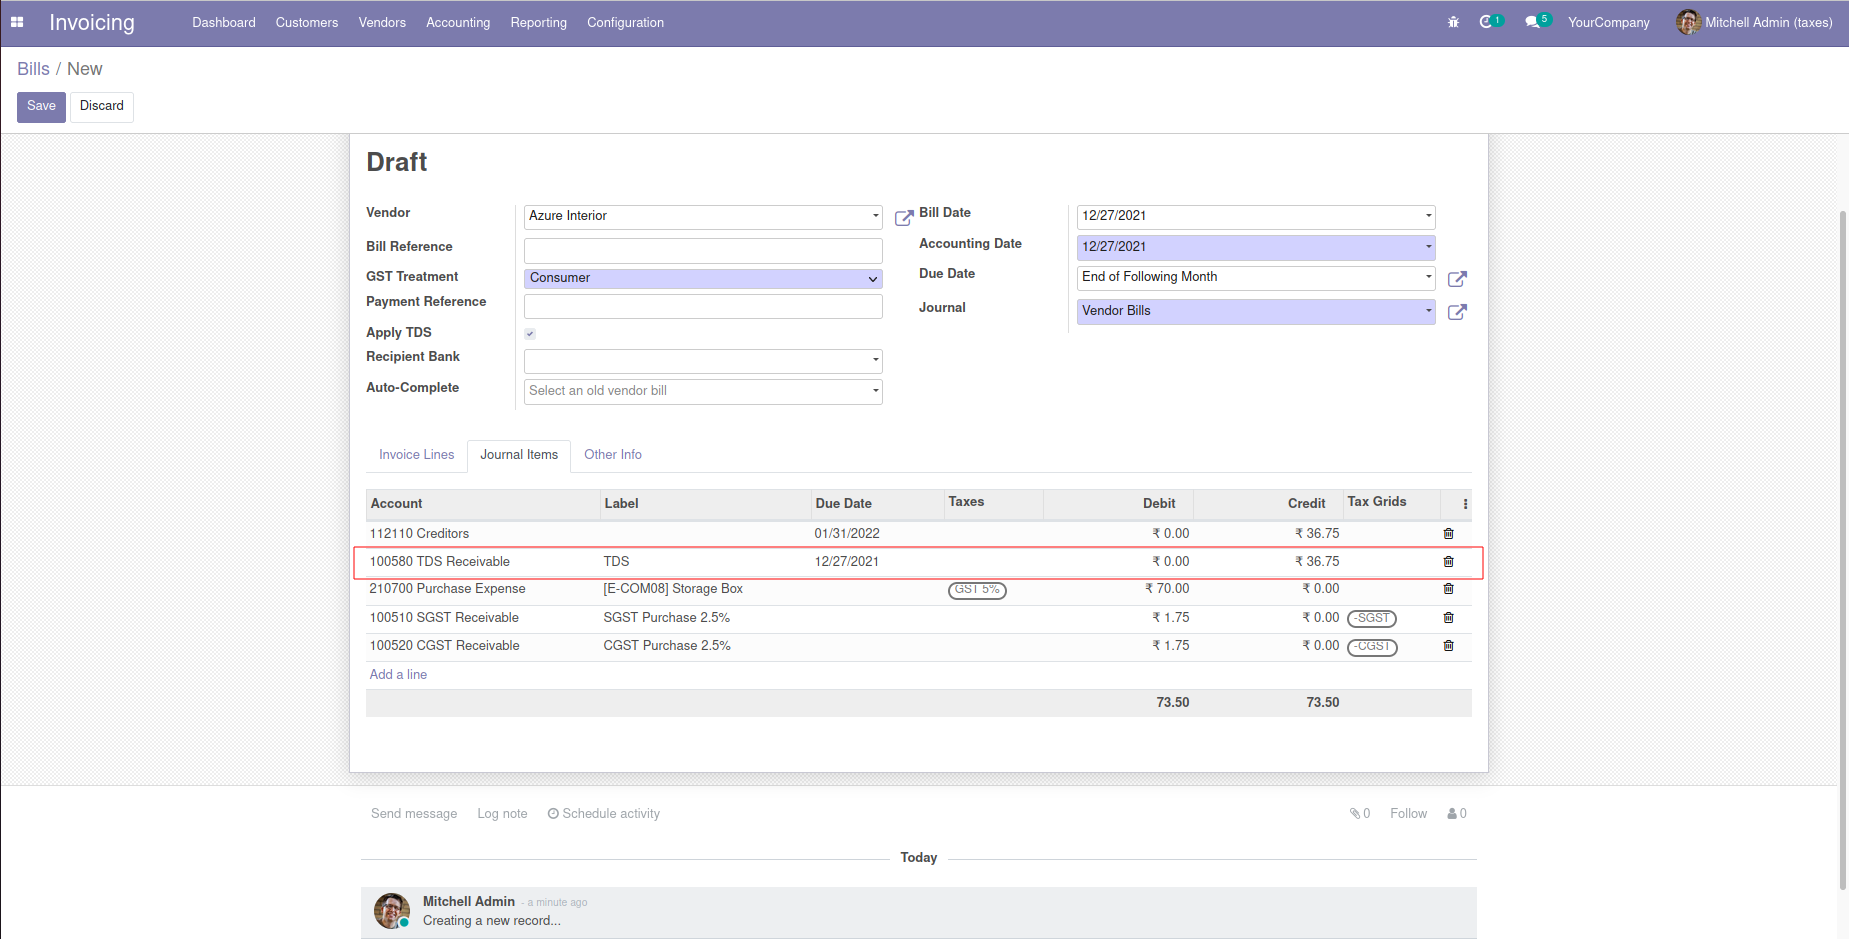 Invoicing Dashboard Customers Vendors Accounting Reporting Configuration 1 5 YourCompany Mitchell Admin (taxes)
Bills / New
Save Discard
Draft
Vendor Azure Interior Bill Date 12/27/2021
Bill Reference Accounting Date 12/27/2021
GST Treatment Consumer Due Date End of Following Month
Payment Reference Journal Vendor Bills
Apply TDS
Recipient Bank
Auto-Complete Select an old vendor bill
Invoice Lines Journal Items Other Info
Account Label Due Date Taxes Debit Credit Tax Grids
112110 Creditors 01/31/2022 ₹ 0.00 ₹ 36.75
100580 TDS Receivable TDS 12/27/2021 ₹ 0.00 ₹ 36.75
210700 Purchase Expense [E-COM08] Storage Box GST 5% ₹ 70.00 ₹ 0.00
100510 SGST Receivable SGST Purchase 2.5% ₹ 1.75 ₹ 0.00 -SGST
100520 CGST Receivable CGST Purchase 2.5% ₹ 1.75 ₹ 0.00 -CGST
Add a line
73.50 73.50
Send message Log note Schedule activity 0 Follow 0
Today
Mitchell Admin - a minute ago
Creating a new record...